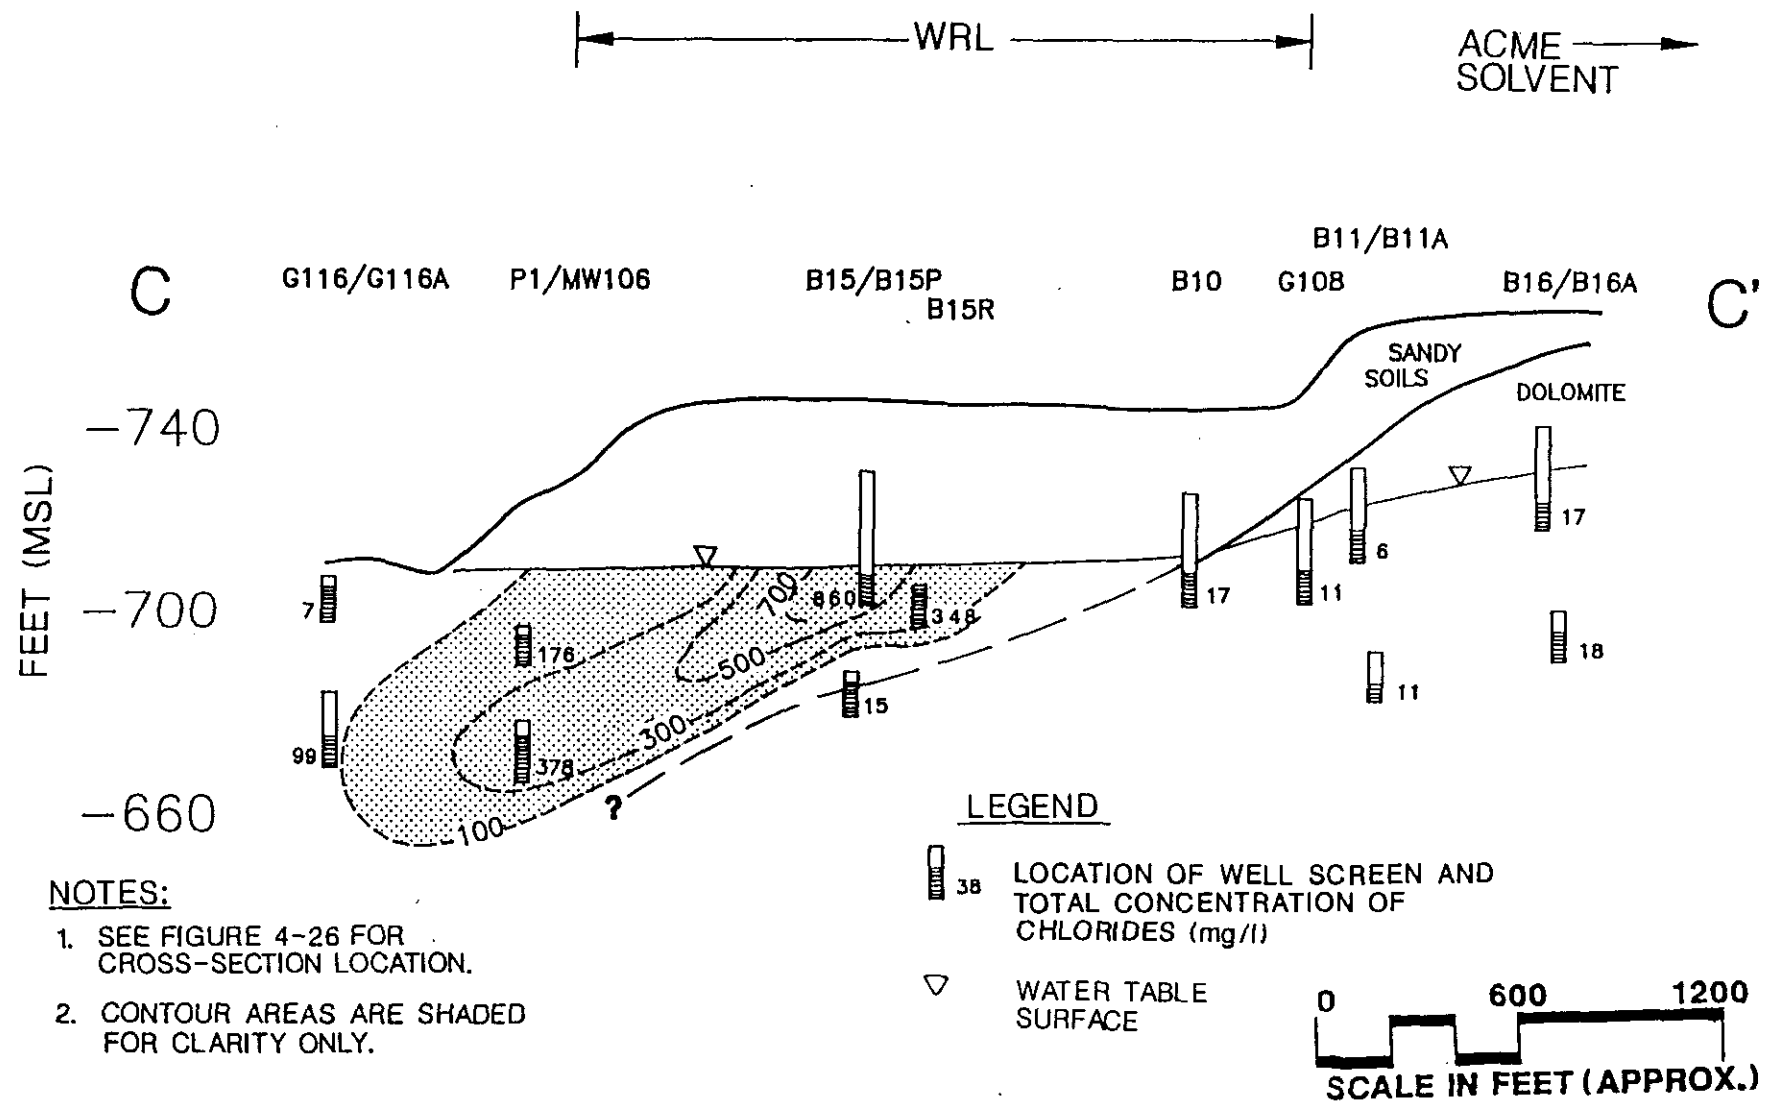 WRL
ACME
SOLVENT
B11/B11A
C
G116/G116A
P1/MW106
B15/B15P
B15R
B10
G108
B16/B16A
C'
SANDY
SOILS
DOLOMITE
-740
-700
-660
FEET (MSL)
7
99
176
378
860
348
15
17
11
6
11
17
18
700
500
300
100
?
LEGEND
38
LOCATION OF WELL SCREEN AND
TOTAL CONCENTRATION OF
CHLORIDES (mg/l)
WATER TABLE
SURFACE
NOTES:
1. SEE FIGURE 4-26 FOR
CROSS-SECTION LOCATION.
2. CONTOUR AREAS ARE SHADED
FOR CLARITY ONLY.
0 600 1200
SCALE IN FEET (APPROX.)